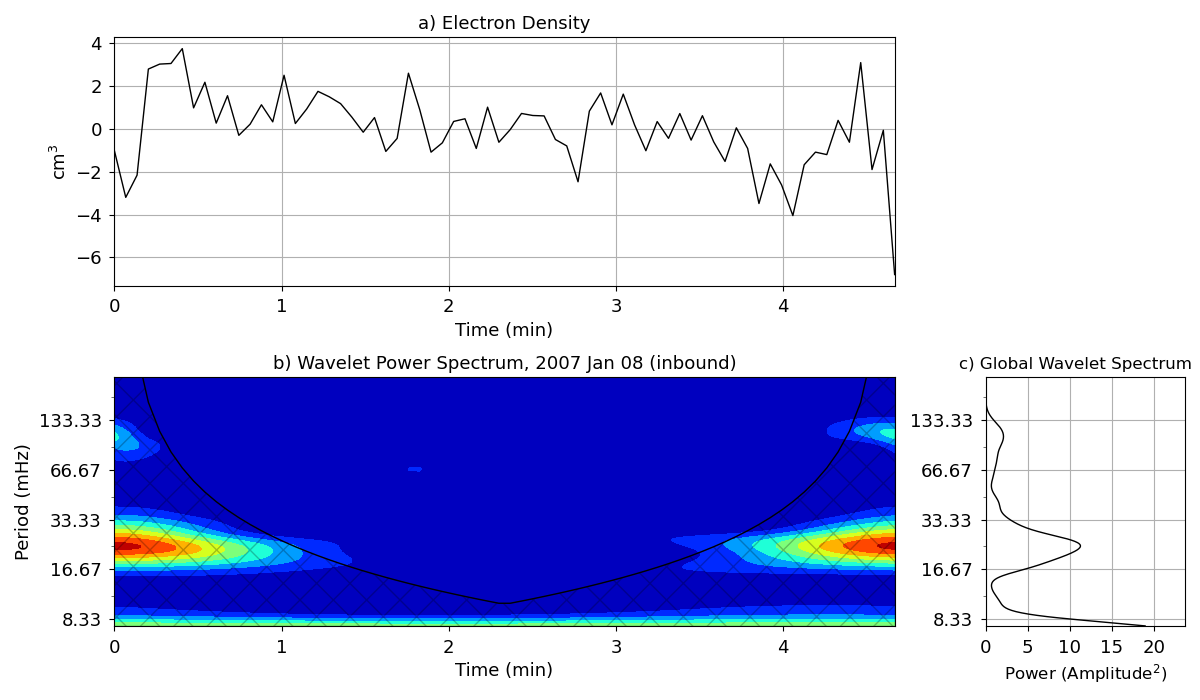 a) Electron Density
4
2
0
−2
−4
−6
cm³
0 1 2 3 4
Time (min)
b) Wavelet Power Spectrum, 2007 Jan 08 (inbound)
133.33
66.67
33.33
16.67
8.33
Period (mHz)
0 1 2 3 4
Time (min)
c) Global Wavelet Spectrum
133.33
66.67
33.33
16.67
8.33
0 5 10 15 20
Power (Amplitude²)